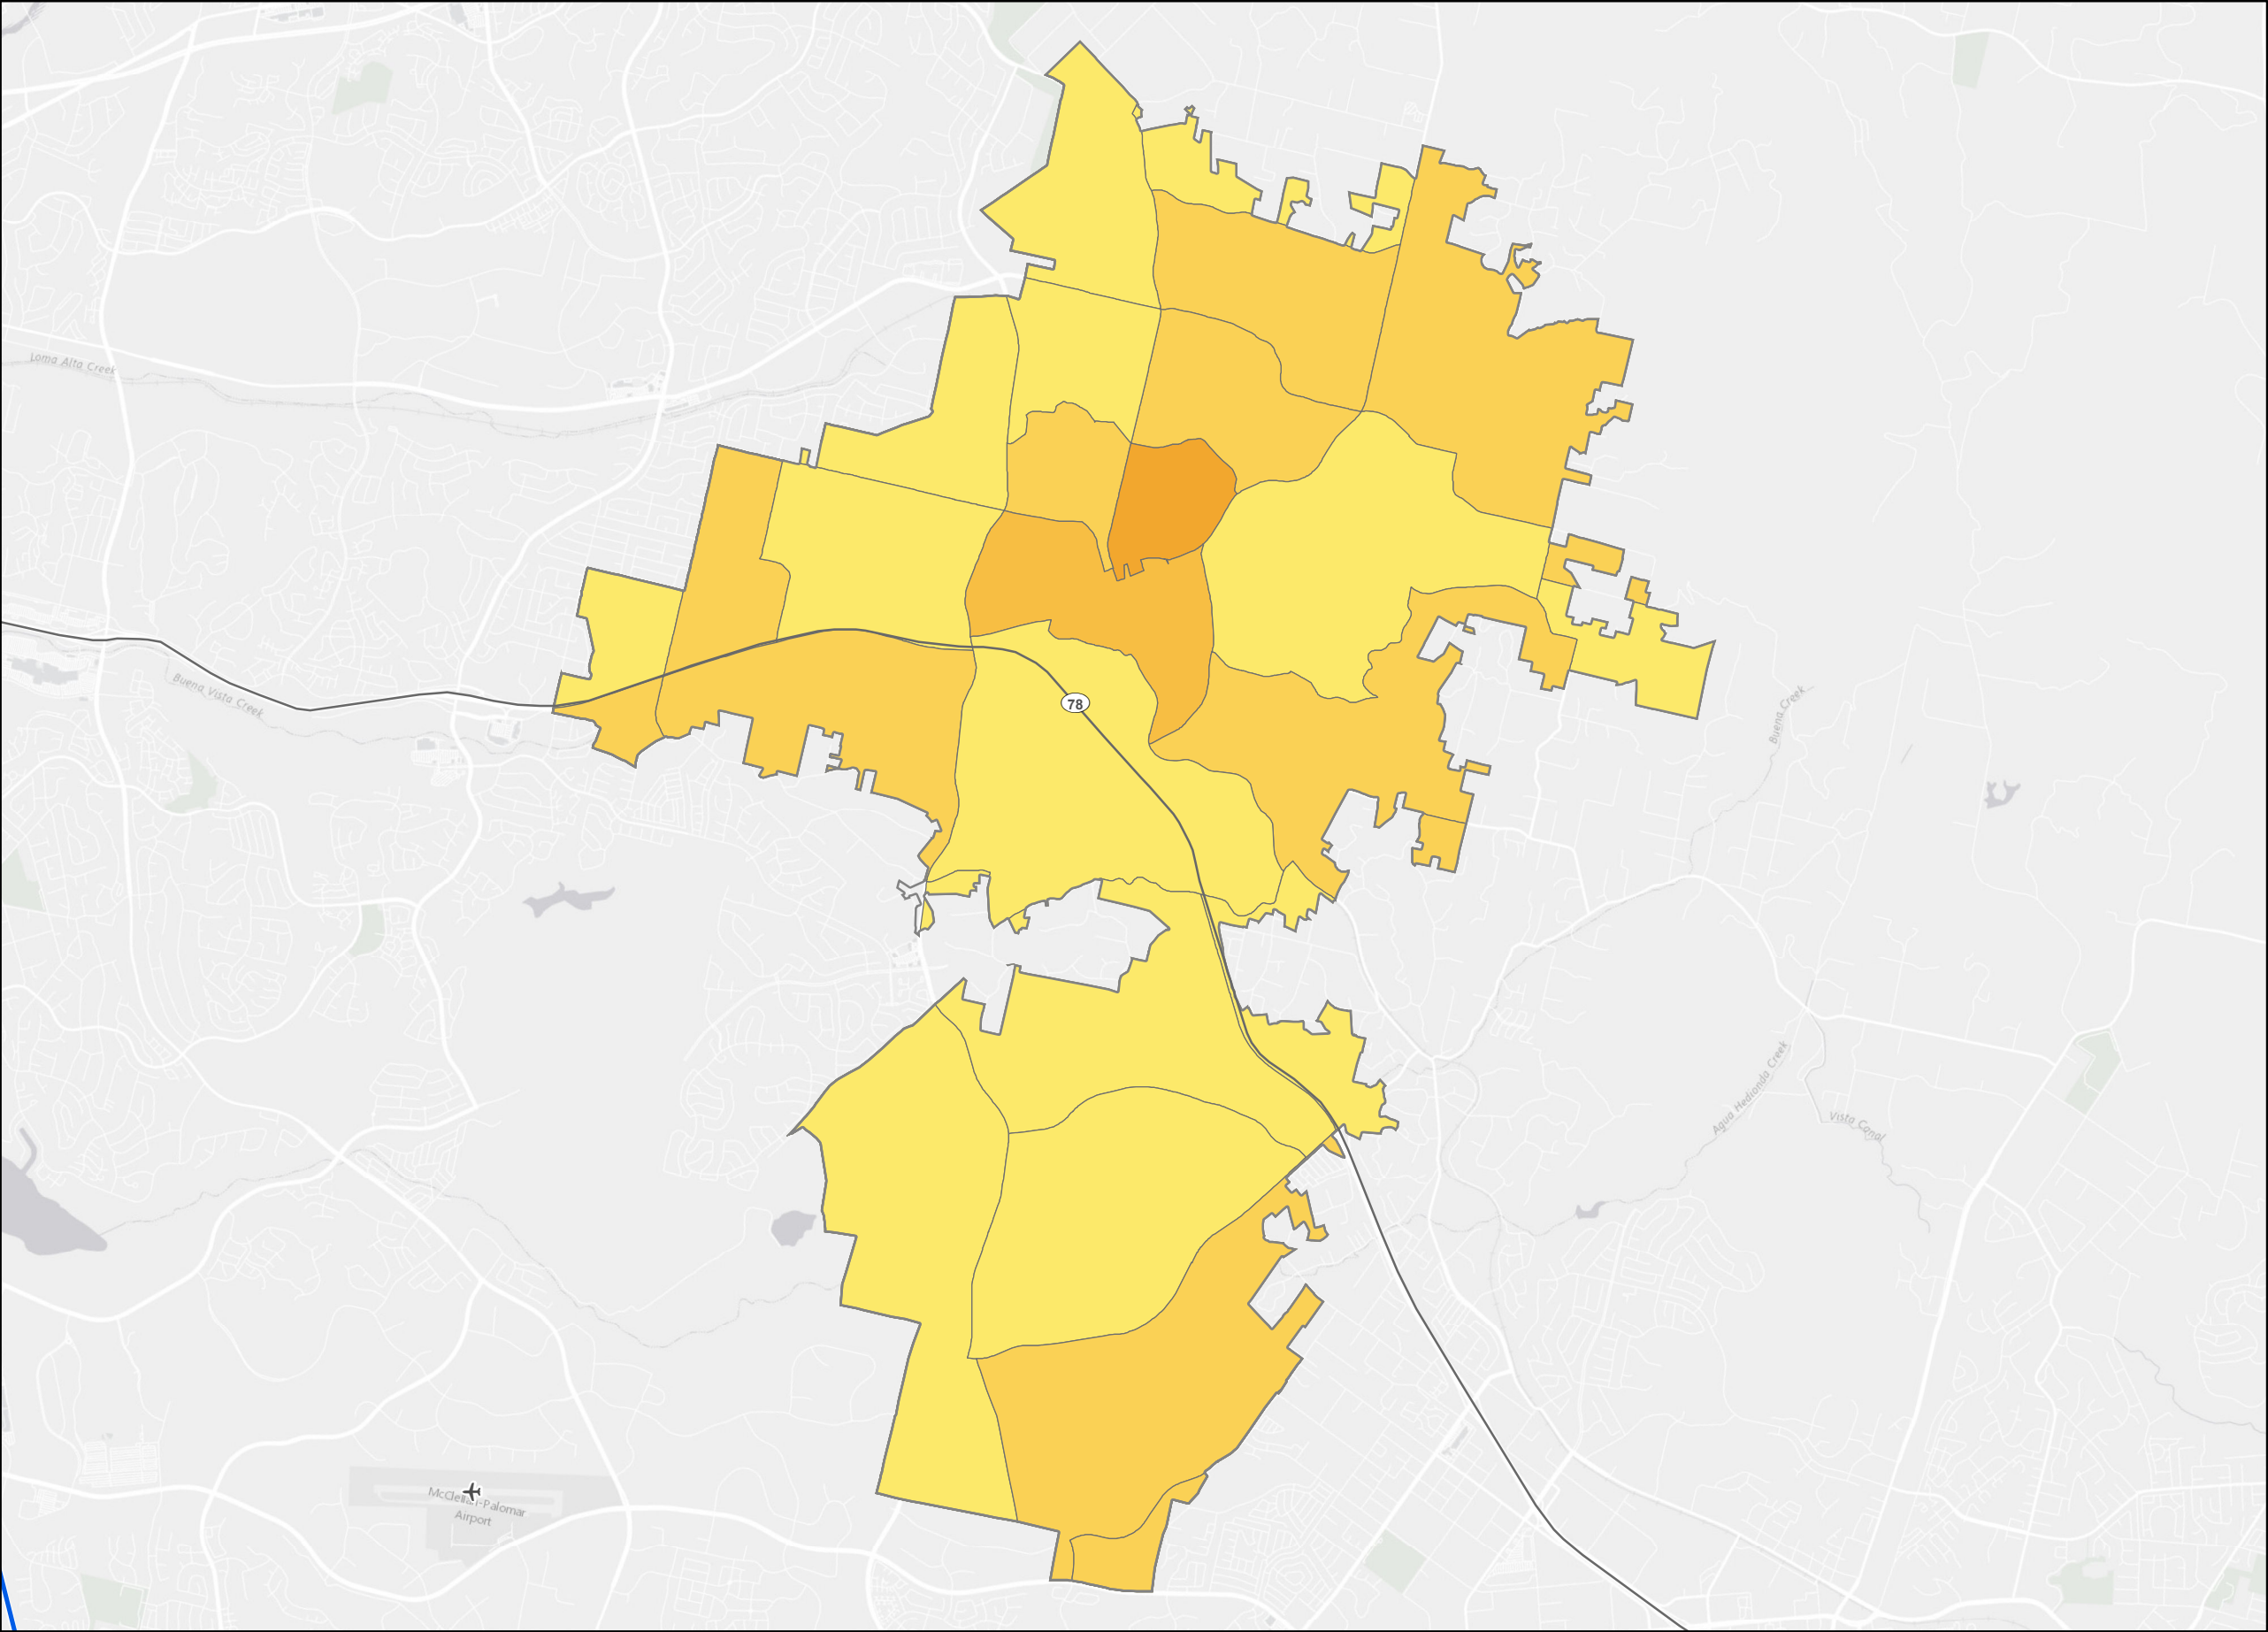 Loma Alta Creek
Buena Vista Creek
78
Buena Creek
Agua Hedionda Creek
Vista Canal
McClellan-Palomar
Airport